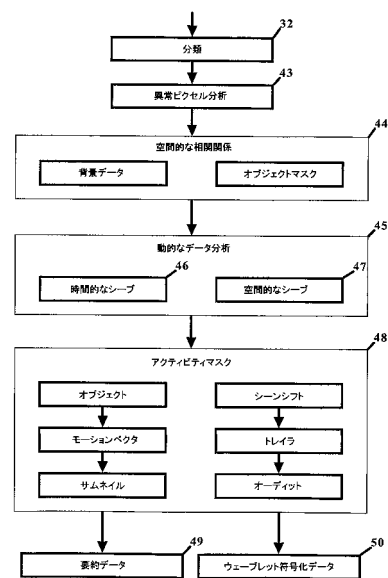 32
分類
43
異常ピクセル分析
44
空間的な相関関係
背景データ
オブジェクトマスク
45
動的なデータ分析
46
時間的なシーブ
47
空間的なシーブ
48
アクティビティマスク
オブジェクト
シーンシフト
モーションベクタ
トレイラ
サムネイル
オーディット
49
要約データ
50
ウェーブレット符号化データ